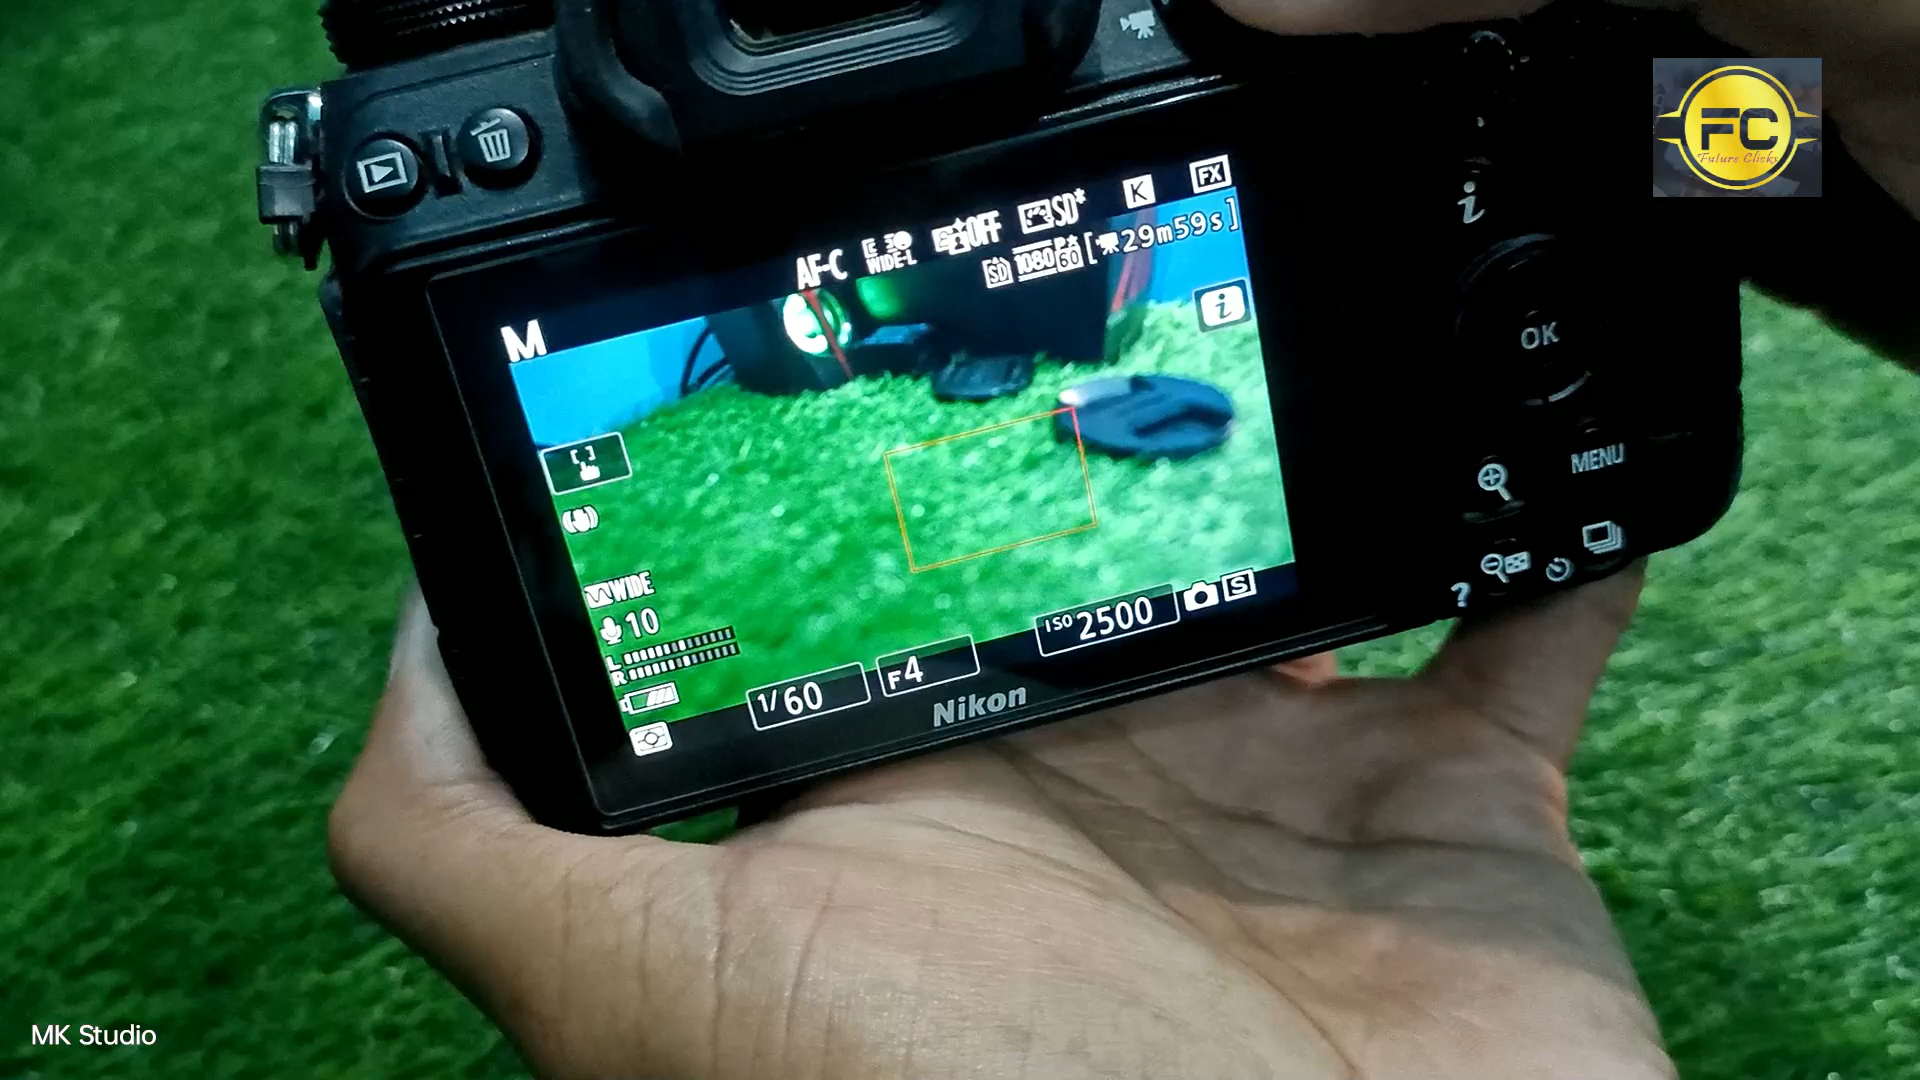 FC
Future Clicks
i
OK
MENU
?
K
FX
AF-C
WIDE-L
OFF
SD*
SD 1080 60 [29m59s]
M
i
WIDE
10
L
R
1/60
F4
ISO 2500
S
Nikon
MK Studio